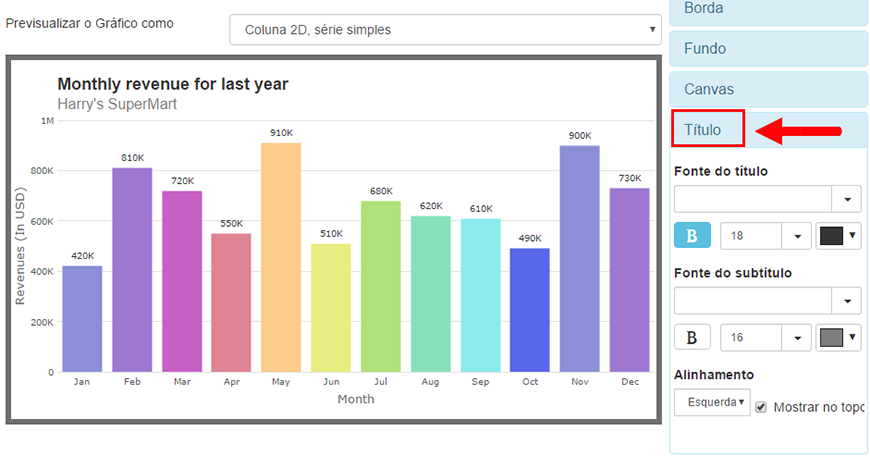 Previsualizar o Gráfico como
Coluna 2D, série simples
Monthly revenue for last year
Harry's SuperMart
Revenues (In USD)
1M
800K
600K
400K
200K
0
420K
810K
720K
550K
910K
510K
680K
620K
610K
490K
900K
730K
Jan Feb Mar Apr May Jun Jul Aug Sep Oct Nov Dec
Month
Borda
Fundo
Canvas
Título
Fonte do título
B 18
Fonte do subtítulo
B 16
Alinhamento
Esquerda Mostrar no topo